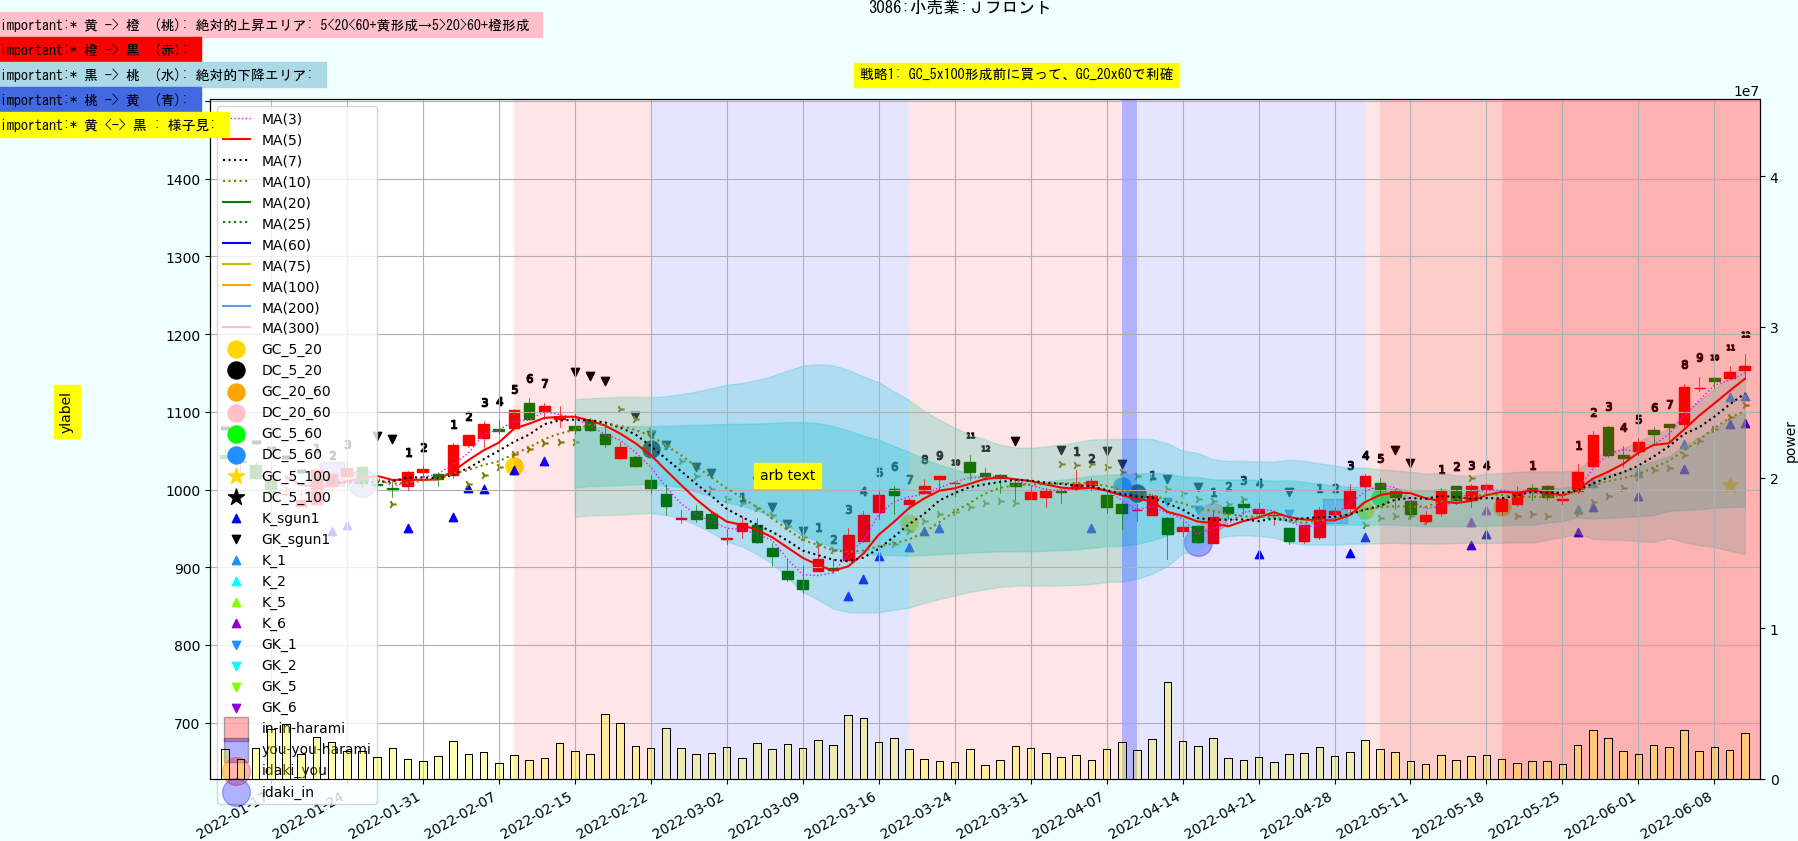 3086:小売業:Ｊフロント
important:* 黄 -> 橙 （桃）: 絶対的上昇エリア: 5<20<60+黄形成→5>20>60+橙形成
important:* 橙 -> 黒 （赤）:
important:* 黒 -> 桃 （水）: 絶対的下降エリア:
戦略1: GC_5x100形成前に買って、GC_20x60で利確
important:* 桃 -> 黄 （青）:
important:* 黄 <-> 黒 : 様子見:
1e7
MA(3)
MA(5)
MA(7)
MA(10)
MA(20)
MA(25)
MA(60)
MA(75)
MA(100)
MA(200)
MA(300)
GC_5_20
DC_5_20
GC_20_60
DC_20_60
GC_5_60
DC_5_60
GC_5_100
DC_5_100
K_sgun1
GK_sgun1
K_1
K_2
K_5
K_6
GK_1
GK_2
GK_5
GK_6
in-in-harami
you-you-harami
idaki_you
idaki_in
1400
1300
1200
1100
1000
900
800
700
ylabel
arb text
4
3
2
1
0
power
2022-01-17
2022-01-24
2022-01-31
2022-02-07
2022-02-15
2022-02-22
2022-03-02
2022-03-09
2022-03-16
2022-03-24
2022-03-31
2022-04-07
2022-04-14
2022-04-21
2022-04-28
2022-05-11
2022-05-18
2022-05-25
2022-06-01
2022-06-08